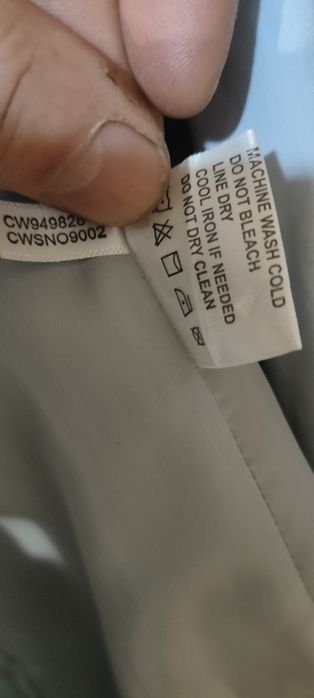 MACHINE WASH COLD
DO NOT BLEACH
LINE DRY
COOL IRON IF NEEDED
DO NOT DRY CLEAN
CWSNO9002